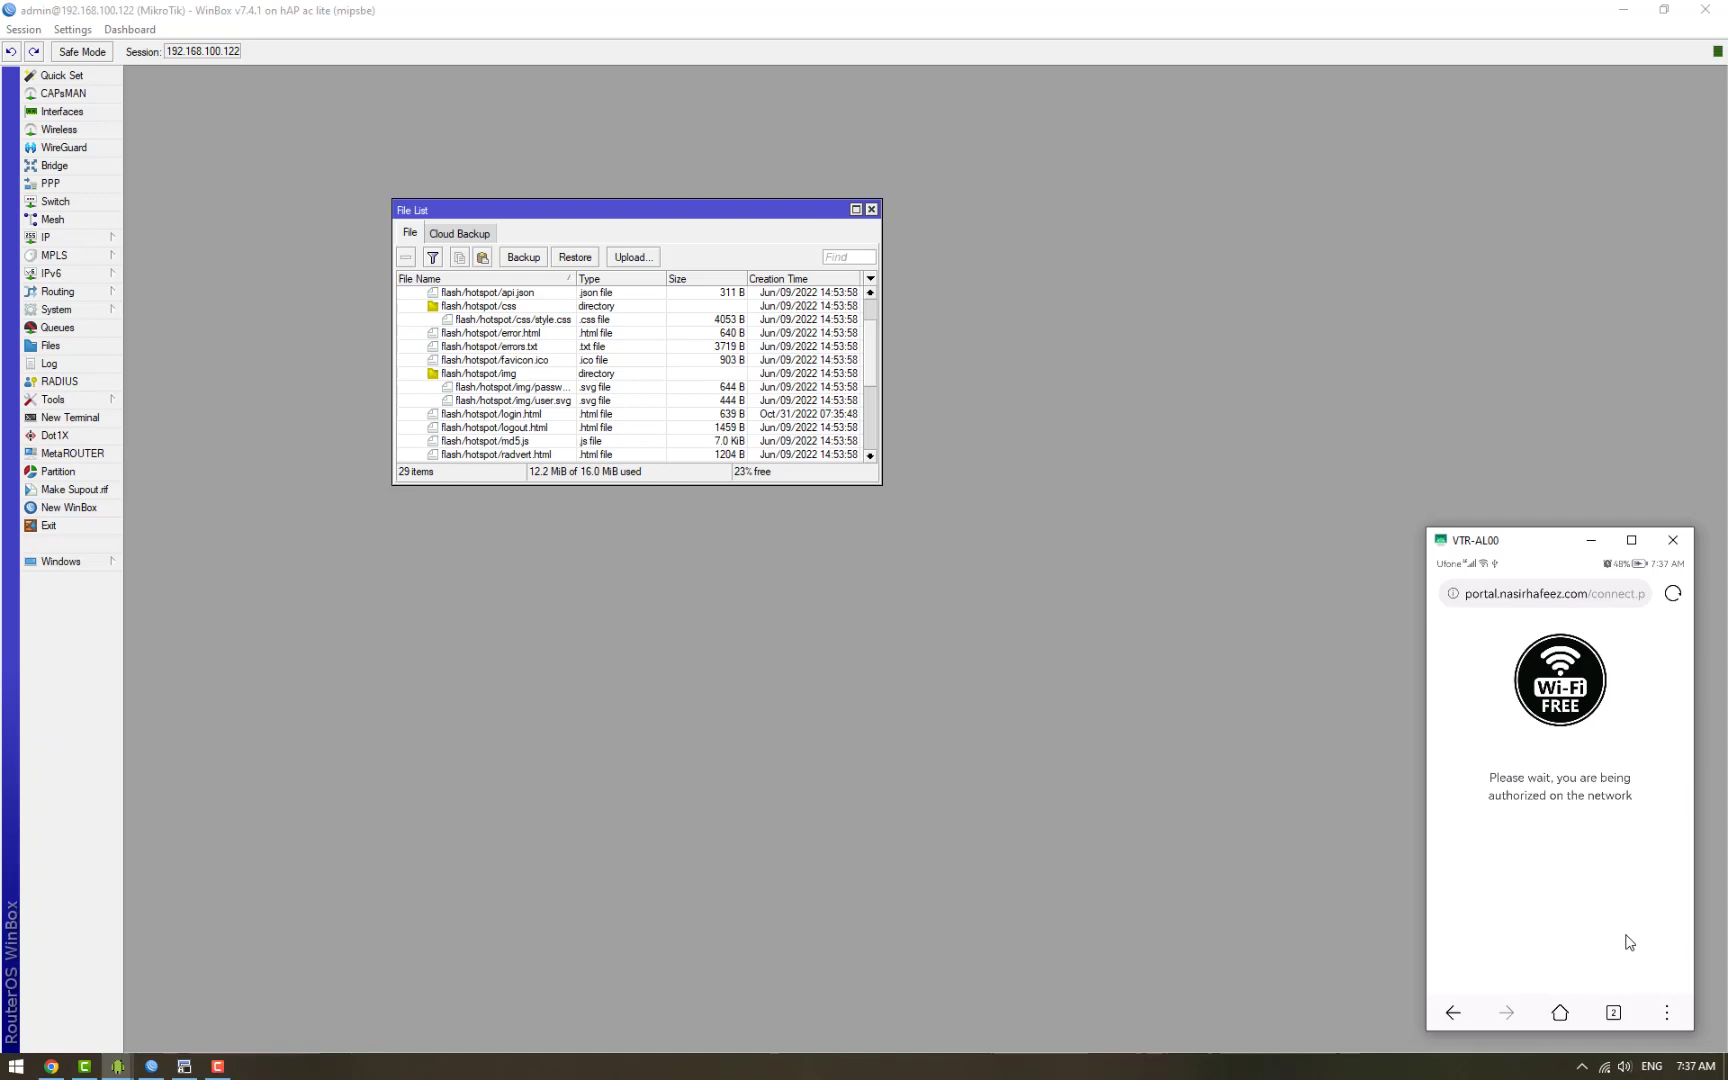 admin@192.168.100.122 (MikroTik) - WinBox v7.4.1 on hAP ac lite (mipsbe)
Session Settings Dashboard
Safe Mode Session: 192.168.100.122
Quick Set
CAPsMAN
Interfaces
Wireless
WireGuard
Bridge
PPP
Switch
Mesh
IP
MPLS
IPv6
Routing
System
Queues
Files
Log
RADIUS
Tools
New Terminal
Dot1X
MetaROUTER
Partition
Make Supout.rif
New WinBox
Exit
Windows
RouterOS WinBox
File List
File Cloud Backup
Backup Restore Upload... Find
File Name / Type Size Creation Time
flash/hotspot/api.json .json file 311 B Jun/09/2022 14:53:58
flash/hotspot/css directory Jun/09/2022 14:53:58
flash/hotspot/css/style.css .css file 4053 B Jun/09/2022 14:53:58
flash/hotspot/error.html .html file 640 B Jun/09/2022 14:53:58
flash/hotspot/errors.txt .txt file 3719 B Jun/09/2022 14:53:58
flash/hotspot/favicon.ico .ico file 903 B Jun/09/2022 14:53:58
flash/hotspot/img directory Jun/09/2022 14:53:58
flash/hotspot/img/passw... .svg file 644 B Jun/09/2022 14:53:58
flash/hotspot/img/user.svg .svg file 444 B Jun/09/2022 14:53:58
flash/hotspot/login.html .html file 639 B Oct/31/2022 07:35:48
flash/hotspot/logout.html .html file 1459 B Jun/09/2022 14:53:58
flash/hotspot/md5.js .js file 7.0 KiB Jun/09/2022 14:53:58
flash/hotspot/radvert.html .html file 1204 B Jun/09/2022 14:53:58
29 items 12.2 MiB of 16.0 MiB used 23% free
VTR-AL00
Ufone 48% 7:37 AM
portal.nasirhafeez.com/connect.p
Wi-Fi
FREE
Please wait, you are being
authorized on the network
2
ENG 7:37 AM